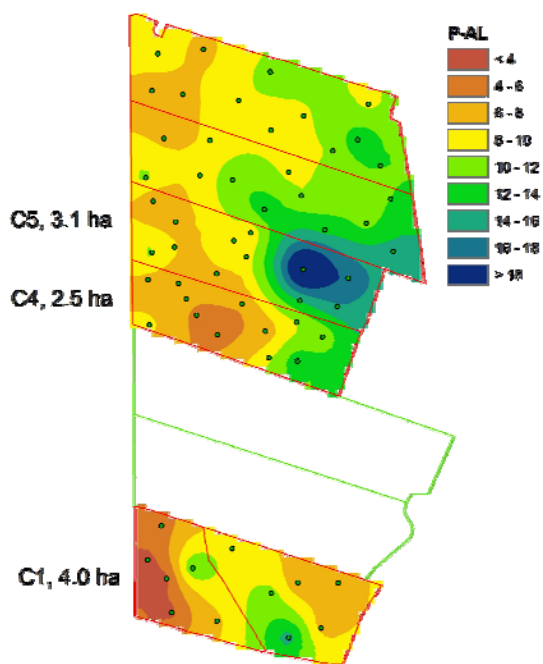 P-AL
< 4
4 - 6
6 - 8
8 - 10
10 - 12
12 - 14
14 - 16
16 - 18
> 18
C5, 3.1 ha
C4, 2.5 ha
C1, 4.0 ha